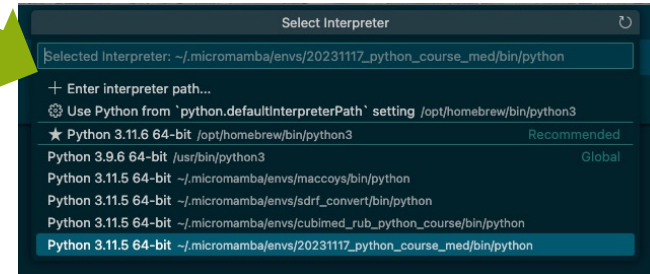 Select Interpreter
Selected Interpreter: ~/.micromamba/envs/20231117_python_course_med/bin/python
Enter interpreter path...
Use Python from `python.defaultInterpreterPath` setting /opt/homebrew/bin/python3
Python 3.11.6 64-bit /opt/homebrew/bin/python3 Recommended
Python 3.9.6 64-bit /usr/bin/python3 Global
Python 3.11.5 64-bit ~/.micromamba/envs/maccoys/bin/python
Python 3.11.5 64-bit ~/.micromamba/envs/sdrf_convert/bin/python
Python 3.11.5 64-bit ~/.micromamba/envs/cubimed_rub_python_course/bin/python
Python 3.11.5 64-bit ~/.micromamba/envs/20231117_python_course_med/bin/python